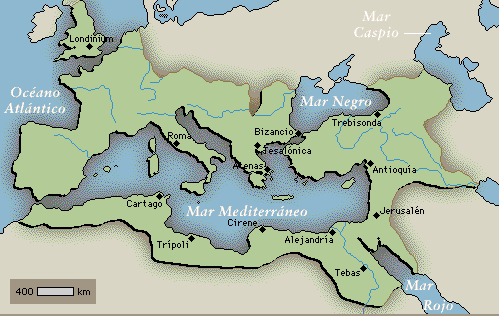 Mar
Caspio
Londinium
Océano
Atlántico
Mar Negro
Trebisonda
Bizancio
Roma
Tesalónica
Atenas
Antioquía
Cartago
Mar Mediterráneo
Jerusalén
Cirene
Trípoli
Alejandría
Tebas
Mar
Rojo
400 km